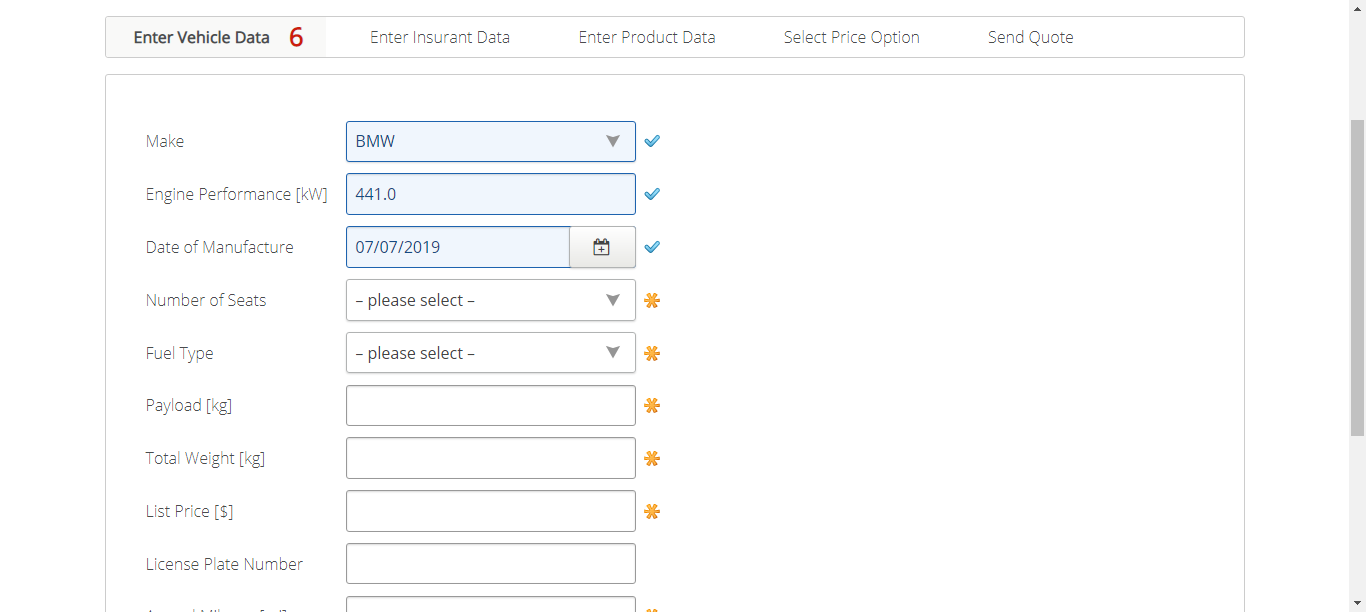 Enter Vehicle Data 6 Enter Insurant Data Enter Product Data Select Price Option Send Quote
Make BMW
Engine Performance [kW] 441.0
Date of Manufacture 07/07/2019
Number of Seats – please select –
Fuel Type – please select –
Payload [kg]
Total Weight [kg]
List Price [$]
License Plate Number